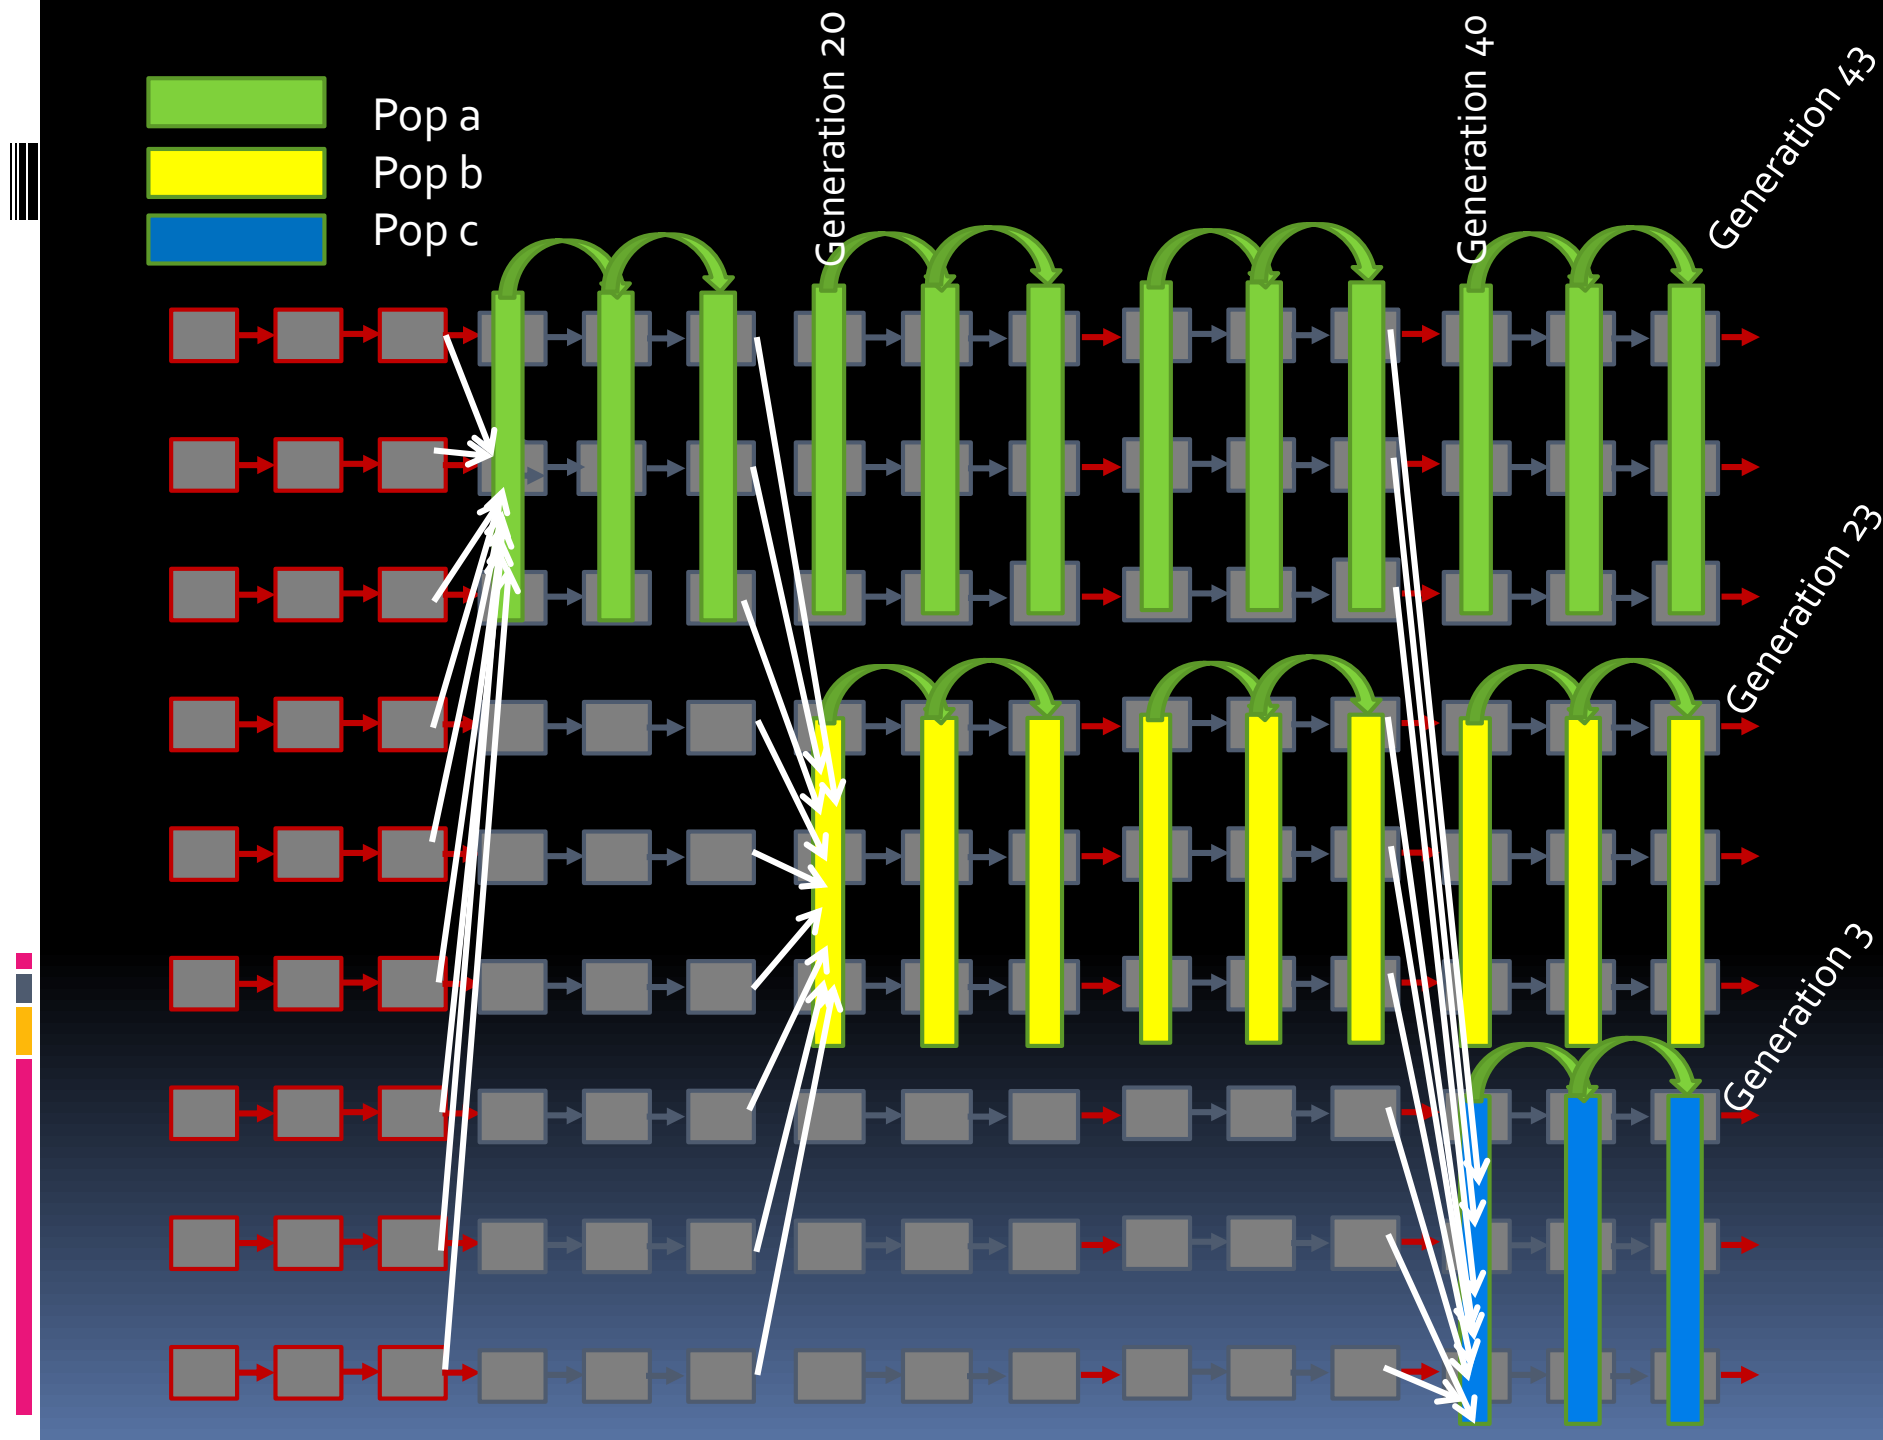 Pop a
Pop b
Pop c
Generation 20
Generation 40
Generation 43
Generation 23
Generation 3